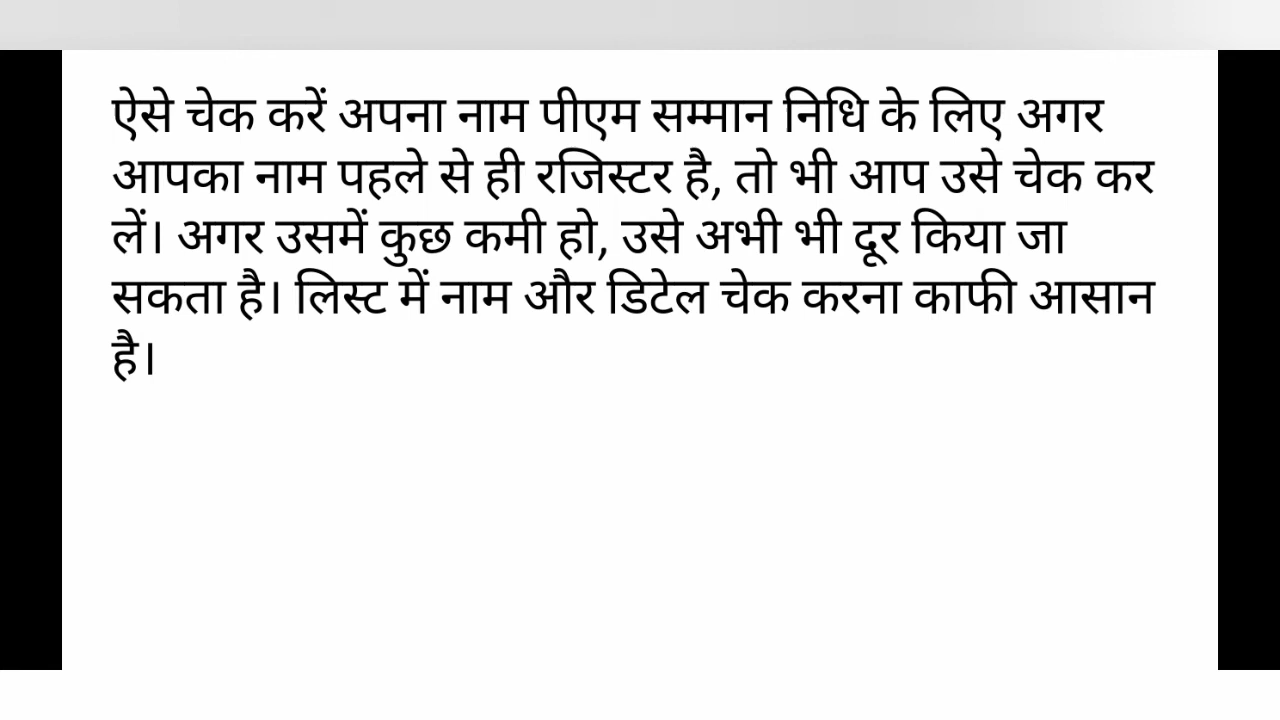 ऐसे चेक करें अपना नाम पीएम सम्मान निधि के लिए अगर
आपका नाम पहले से ही रजिस्टर है, तो भी आप उसे चेक कर
लें। अगर उसमें कुछ कमी हो, उसे अभी भी दूर किया जा
सकता है। लिस्ट में नाम और डिटेल चेक करना काफी आसान
है।